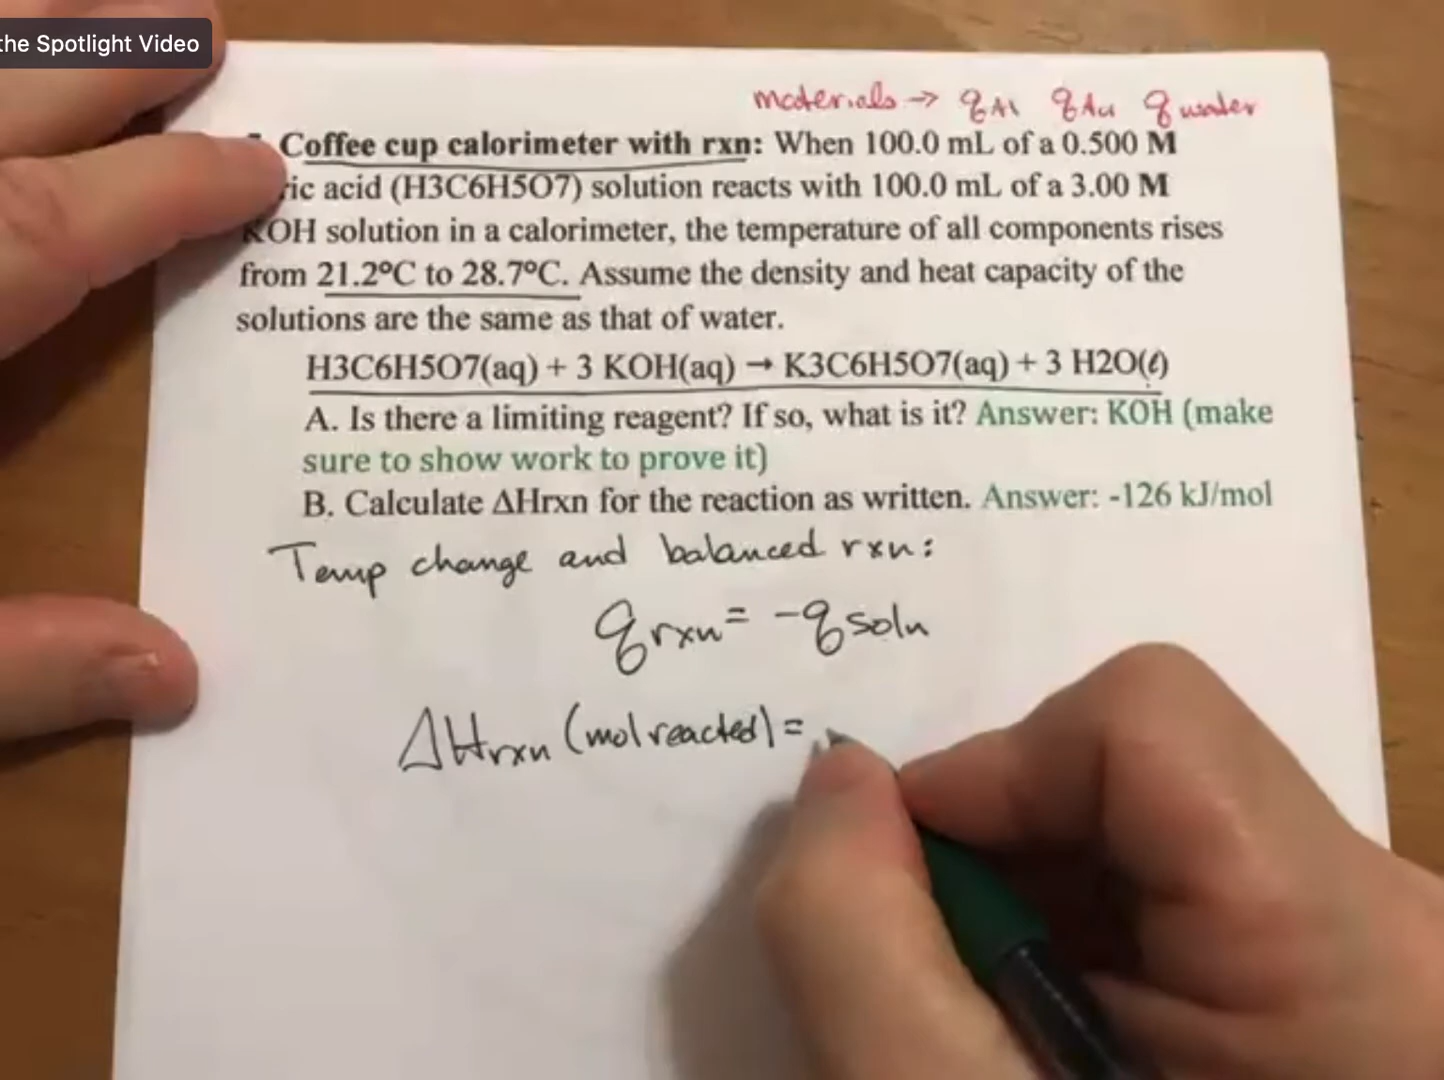 the Spotlight Video
materials → qAl qAu qwater
Coffee cup calorimeter with rxn: When 100.0 mL of a 0.500 M
ric acid (H3C6H5O7) solution reacts with 100.0 mL of a 3.00 M
KOH solution in a calorimeter, the temperature of all components rises
from 21.2ºC to 28.7ºC. Assume the density and heat capacity of the
solutions are the same as that of water.
H3C6H5O7(aq) + 3 KOH(aq) → K3C6H5O7(aq) + 3 H2O(ℓ)
A. Is there a limiting reagent? If so, what is it? Answer: KOH (make
sure to show work to prove it)
B. Calculate ΔHrxn for the reaction as written. Answer: -126 kJ/mol
Temp change and balanced rxn:
qrxn = -qsoln
ΔHrxn (mol reacted) =